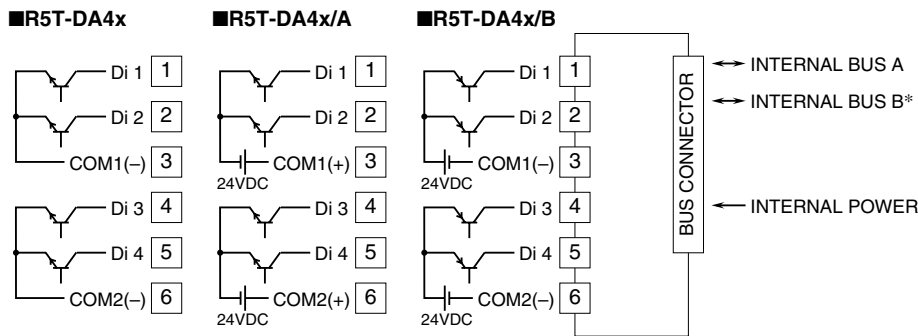 ■R5T-DA4x ■R5T-DA4x/A ■R5T-DA4x/B
Di 1 1 Di 1 1 Di 1 1 INTERNAL BUS A
Di 2 2 Di 2 2 Di 2 2 INTERNAL BUS B*
COM1(–) 3 COM1(+) 3 COM1(–) 3
24VDC 24VDC
BUS CONNECTOR
Di 3 4 Di 3 4 Di 3 4 INTERNAL POWER
Di 4 5 Di 4 5 Di 4 5
COM2(–) 6 COM2(+) 6 COM2(–) 6
24VDC 24VDC